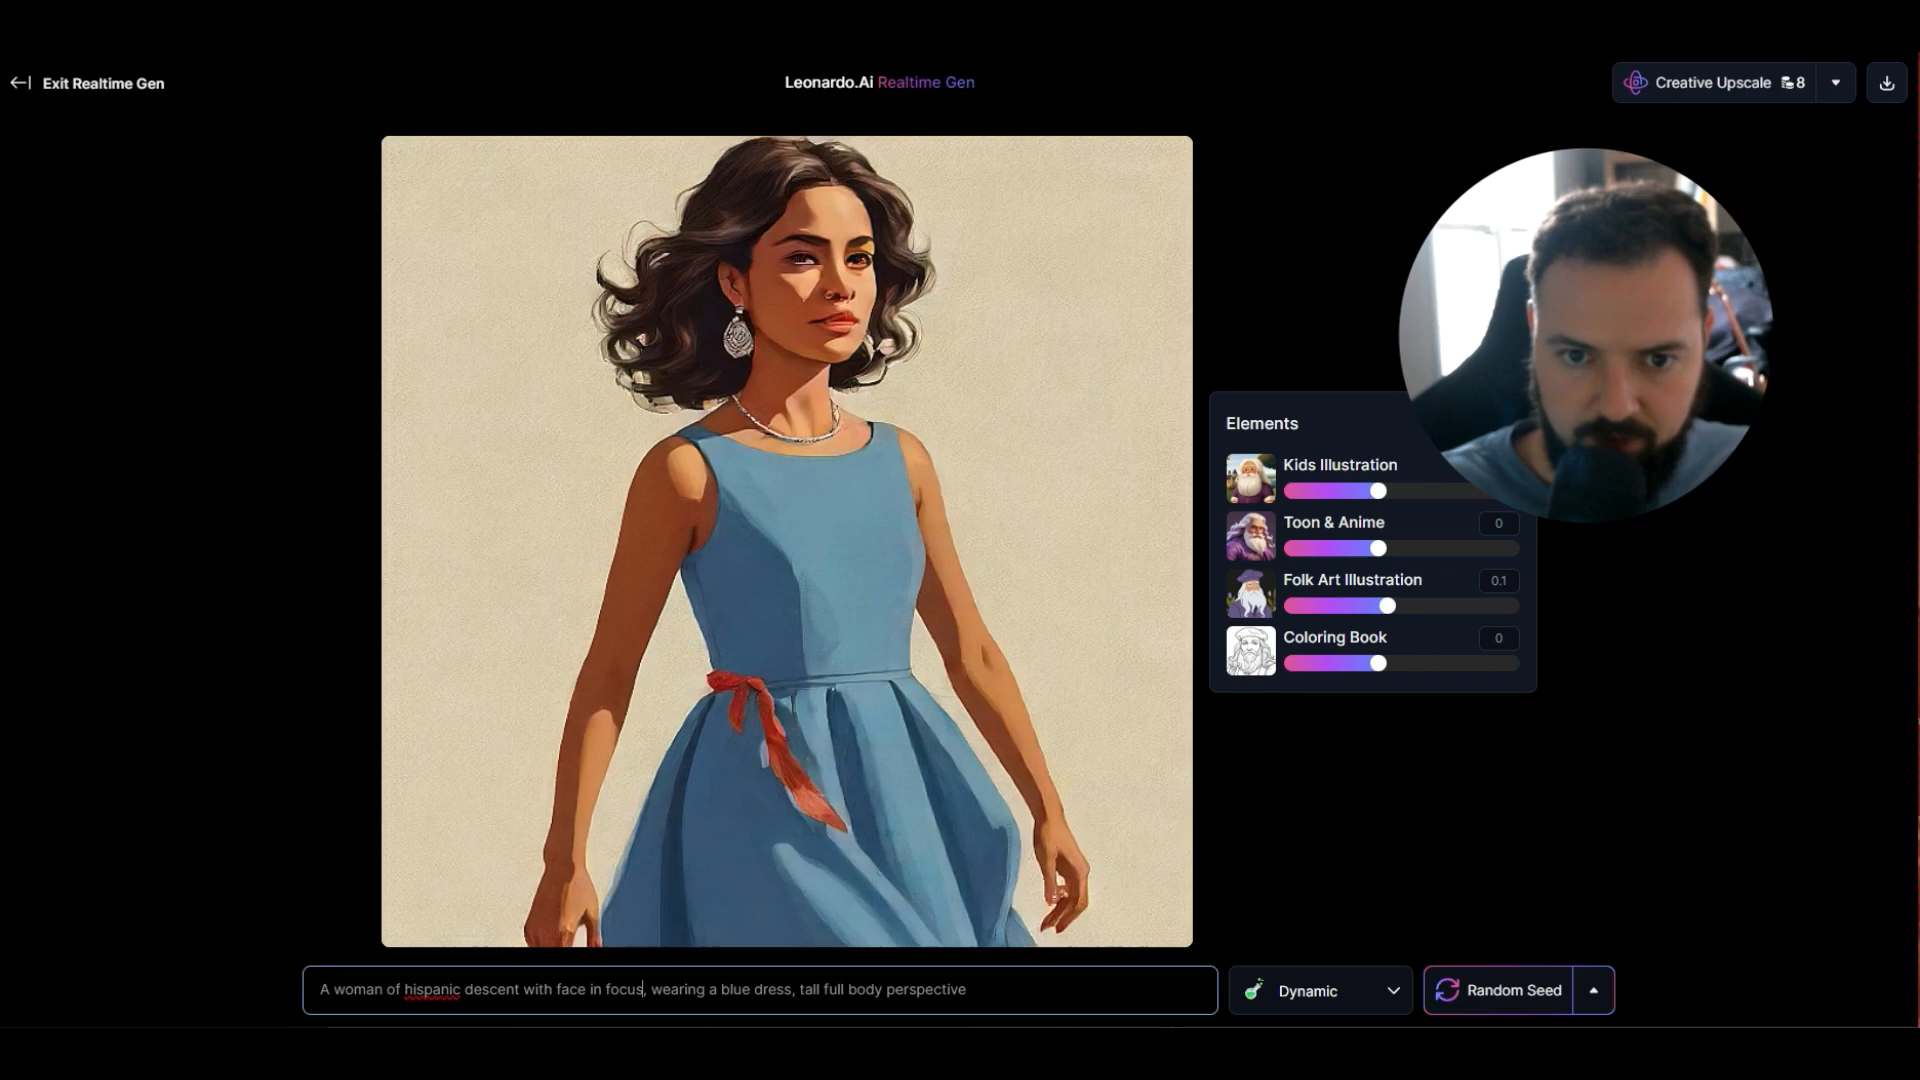 Exit Realtime Gen
Leonardo.Ai Realtime Gen
Creative Upscale 8
Elements
Kids Illustration
Toon & Anime 0
Folk Art Illustration 0.1
Coloring Book 0
A woman of hispanic descent with face in focus, wearing a blue dress, tall full body perspective
Dynamic
Random Seed